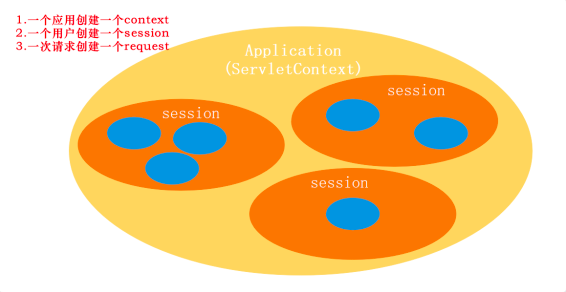 1.一个应用创建一个context
2.一个用户创建一个session
3.一次请求创建一个request
Application
(ServletContext)
session
session
session